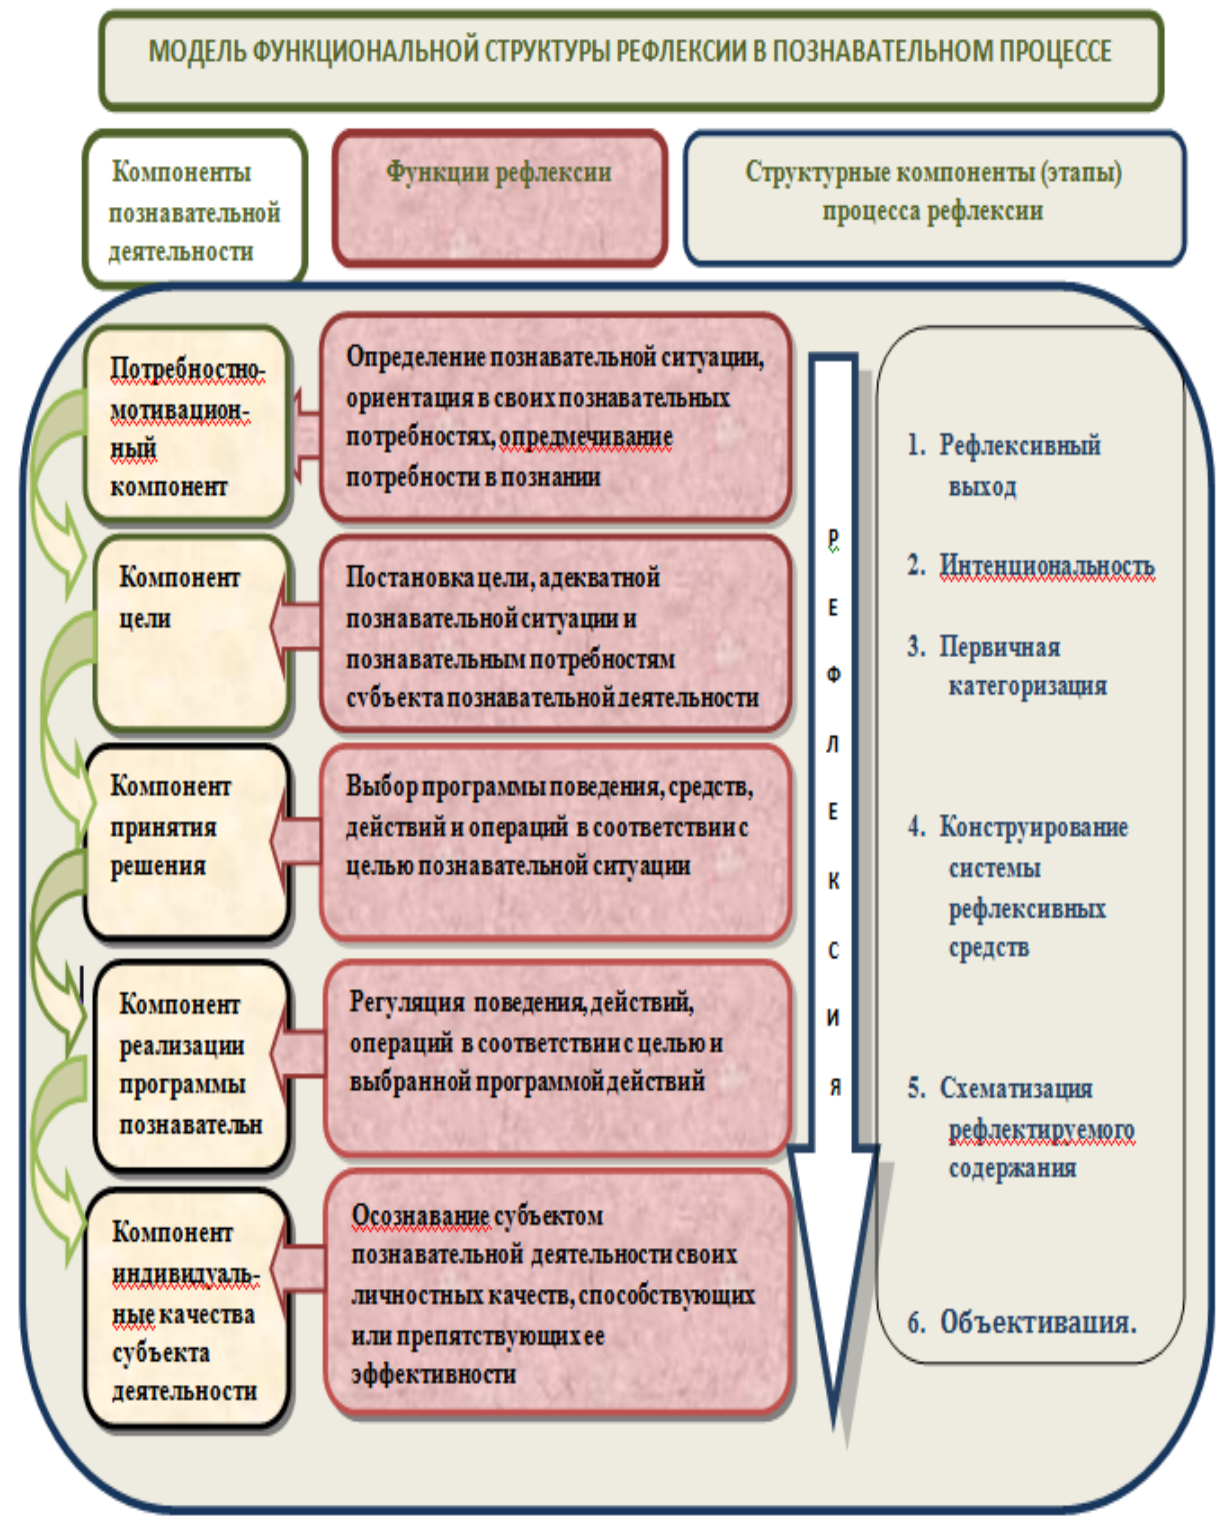 МОДЕЛЬ ФУНКЦИОНАЛЬНОЙ СТРУКТУРЫ РЕФЛЕКСИИ В ПОЗНАВАТЕЛЬНОМ ПРОЦЕССЕ
Компоненты
познавательной
деятельности
Функции рефлексии
Структурные компоненты (этапы)
процесса рефлексии
Потребностно-
мотивацион-
ный
компонент
Определение познавательной ситуации,
ориентация в своих познавательных
потребностях, опредмечивание
потребности в познании
Компонент
цели
Постановка цели, адекватной
познавательной ситуации и
познавательным потребностям
субъекта познавательной деятельности
Компонент
принятия
решения
Выбор программы поведения, средств,
действий и операций в соответствии с
целью познавательной ситуации
Компонент
реализации
программы
познавательн
Регуляция поведения, действий,
операций в соответствии с целью и
выбранной программой действий
Компонент
индивидуаль-
ные качества
субъекта
деятельности
Осознавание субъектом
познавательной деятельности своих
личностных качеств, способствующих
или препятствующих ее
эффективности
Р
Е
Ф
Л
Е
К
С
И
Я
1. Рефлексивный
выход
2. Интенциональность
3. Первичная
категоризация
4. Конструирование
системы
рефлексивных
средств
5. Схематизация
рефлектируемого
содержания
6. Объективация.